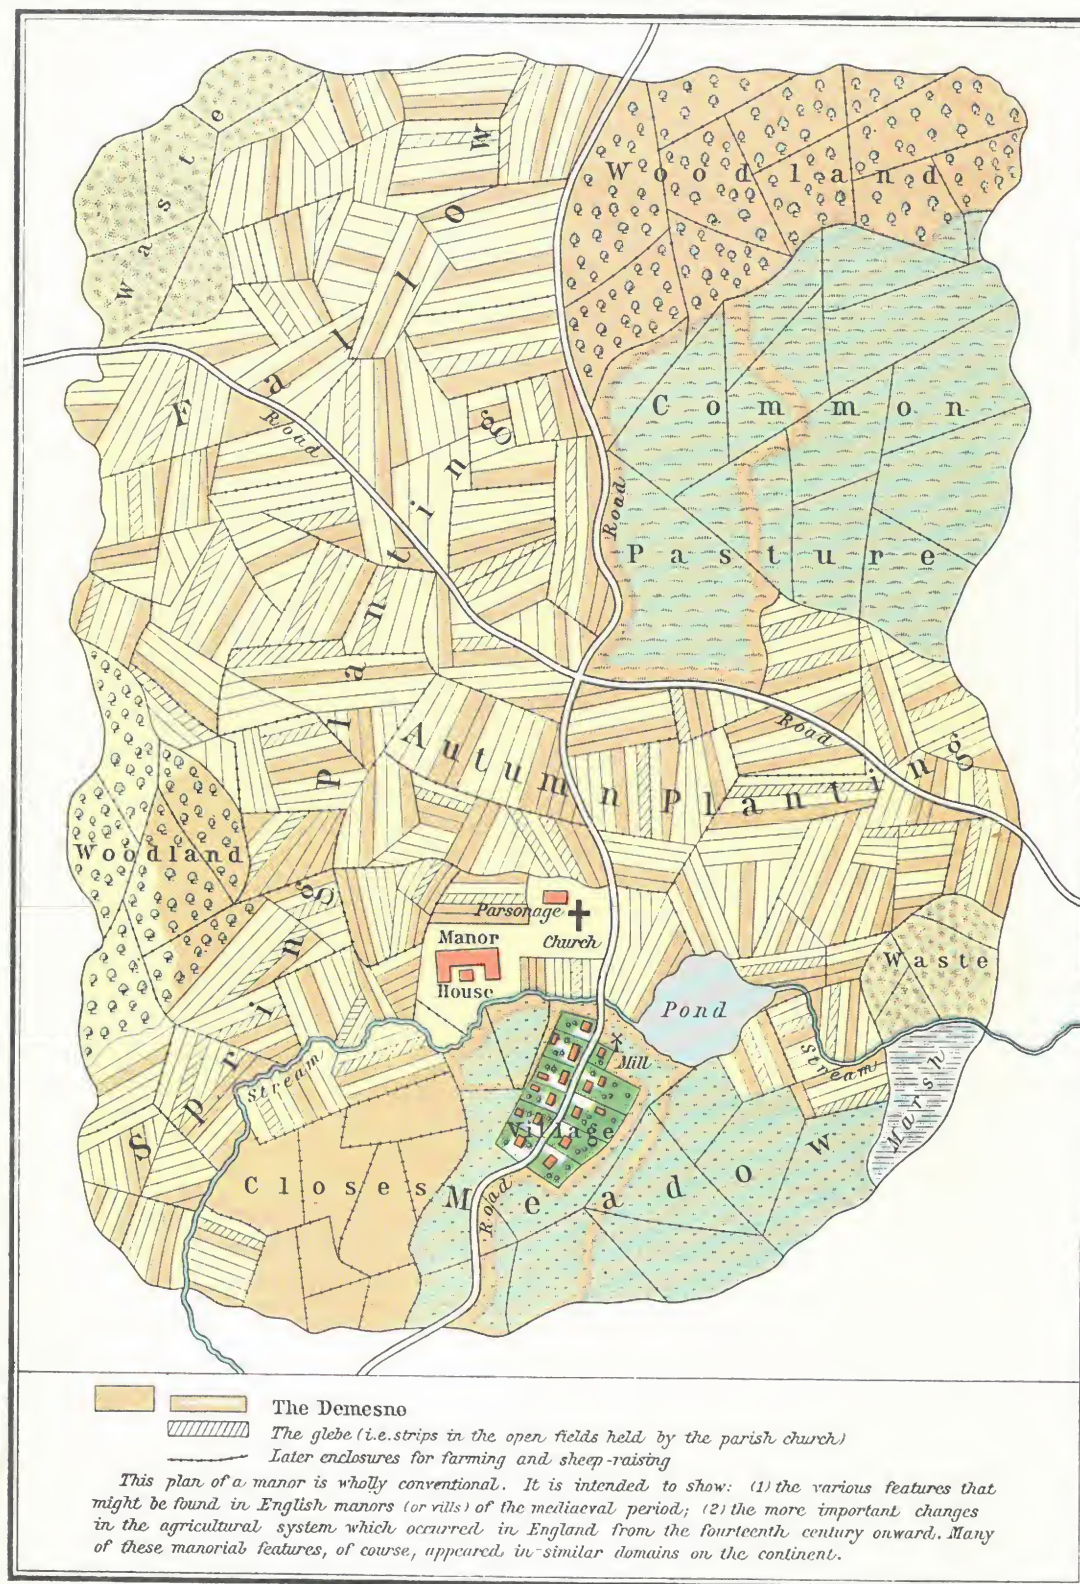 Waste
Fallow
Woodland
Road
Common
Pasture
Road
Spring Planting
Autumn Planting
Road
Woodland
Parsonage
Church
Manor
House
Waste
Pond
Mill
Stream
Stream
Marsh
Village
Closes
Meadow
Road
The Demesne
The glebe (i.e. strips in the open fields held by the parish church)
Later enclosures for farming and sheep-raising
This plan of a manor is wholly conventional. It is intended to show: (1) the various features that
might be found in English manors (or vills) of the mediaeval period; (2) the more important changes
in the agricultural system which occurred in England from the fourteenth century onward. Many
of these manorial features, of course, appeared in similar domains on the continent.